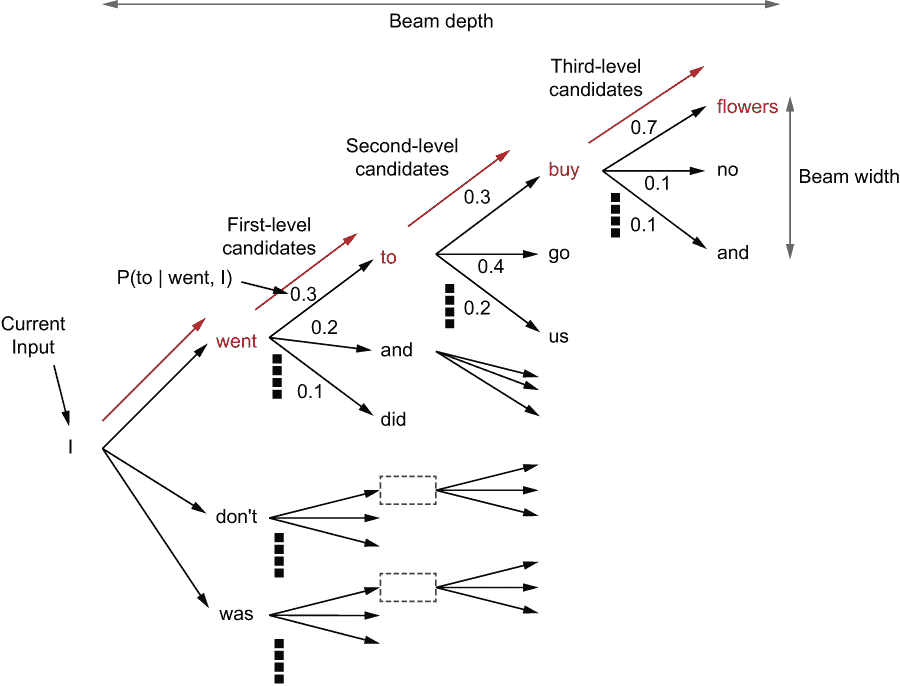 Beam depth
Third-level
candidates
flowers
0.7
Second-level
candidates
buy
no
Beam width
0.3
0.1
0.1
First-level
candidates
to
go
and
P(to | went, I)
0.4
0.3
0.2
Current
Input
went
0.2
and
us
0.1
did
I
don't
was